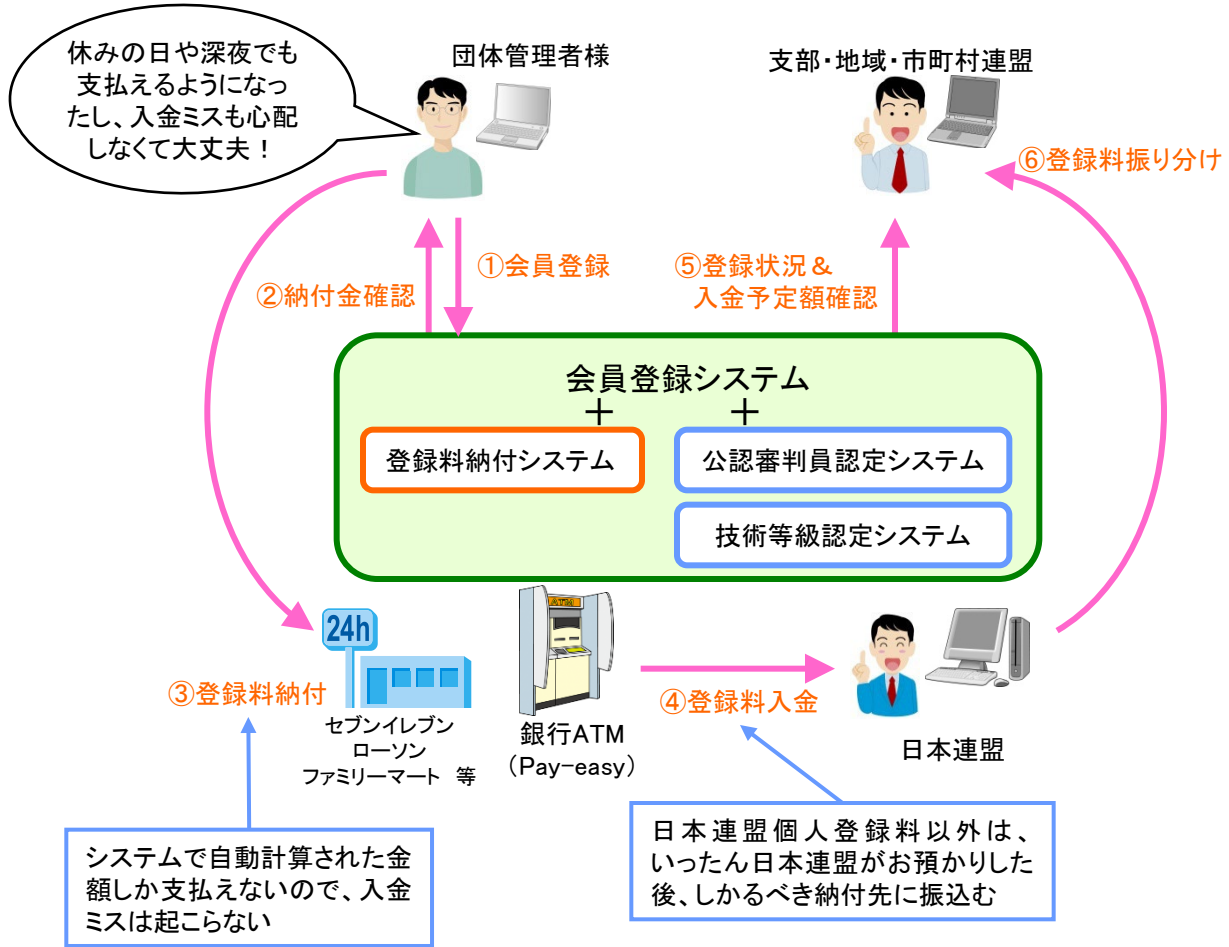 休みの日や深夜でも
支払えるようになっ
たし、入金ミスも心配
しなくて大丈夫！
団体管理者様
支部・地域・市町村連盟
⑥登録料振り分け
①会員登録
②納付金確認
⑤登録状況＆
入金予定額確認
会員登録システム
＋ ＋
登録料納付システム
公認審判員認定システム
技術等級認定システム
24h
ATM
③登録料納付
セブンイレブン
ローソン
ファミリーマート 等
銀行ATM
（Pay-easy）
④登録料入金
日本連盟
システムで自動計算された金
額しか支払えないので、入金
ミスは起こらない
日本連盟個人登録料以外は、
いったん日本連盟がお預かりした
後、しかるべき納付先に振込む